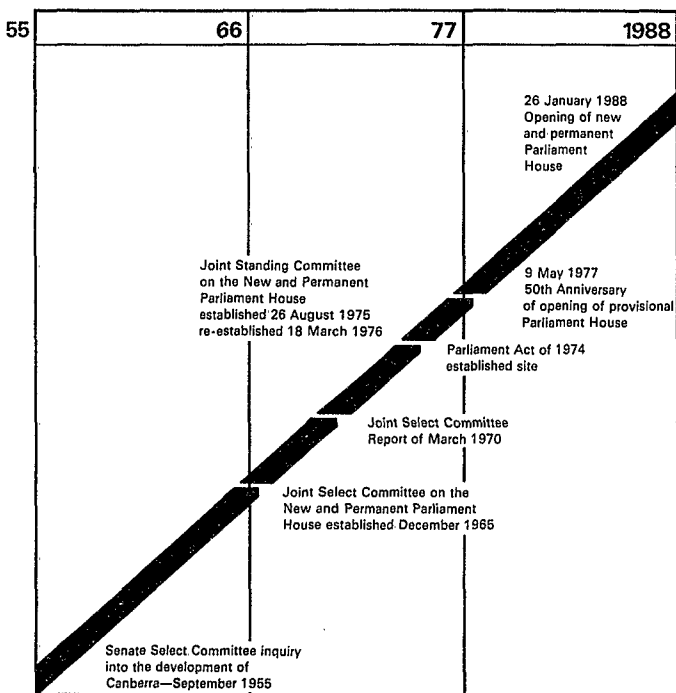 55 66 77 1988
26 January 1988
Opening of new
and permanent
Parliament
House
Joint Standing Committee
on the New and Permanent
Parliament House
established 26 August 1975
re-established 18 March 1976
9 May 1977
50th Anniversary
of opening of provisional
Parliament House
Parliament Act of 1974
established site
Joint Select Committee
Report of March 1970
Joint Select Committee on the
New and Permanent Parliament
House established December 1965
Senate Select Committee inquiry
into the development of
Canberra—September 1955